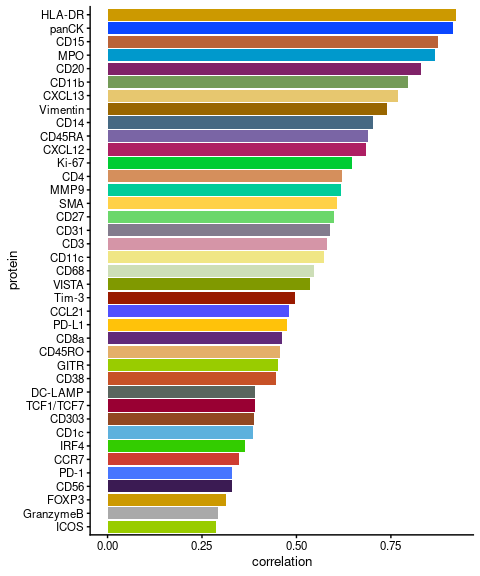 HLA-DR
panCK
CD15
MPO
CD20
CD11b
CXCL13
Vimentin
CD14
CD45RA
CXCL12
Ki-67
CD4
MMP9
SMA
CD27
CD31
CD3
CD11c
CD68
VISTA
Tim-3
CCL21
PD-L1
CD8a
CD45RO
GITR
CD38
DC-LAMP
TCF1/TCF7
CD303
CD1c
IRF4
CCR7
PD-1
CD56
FOXP3
GranzymeB
ICOS
protein
0.00 0.25 0.50 0.75
correlation